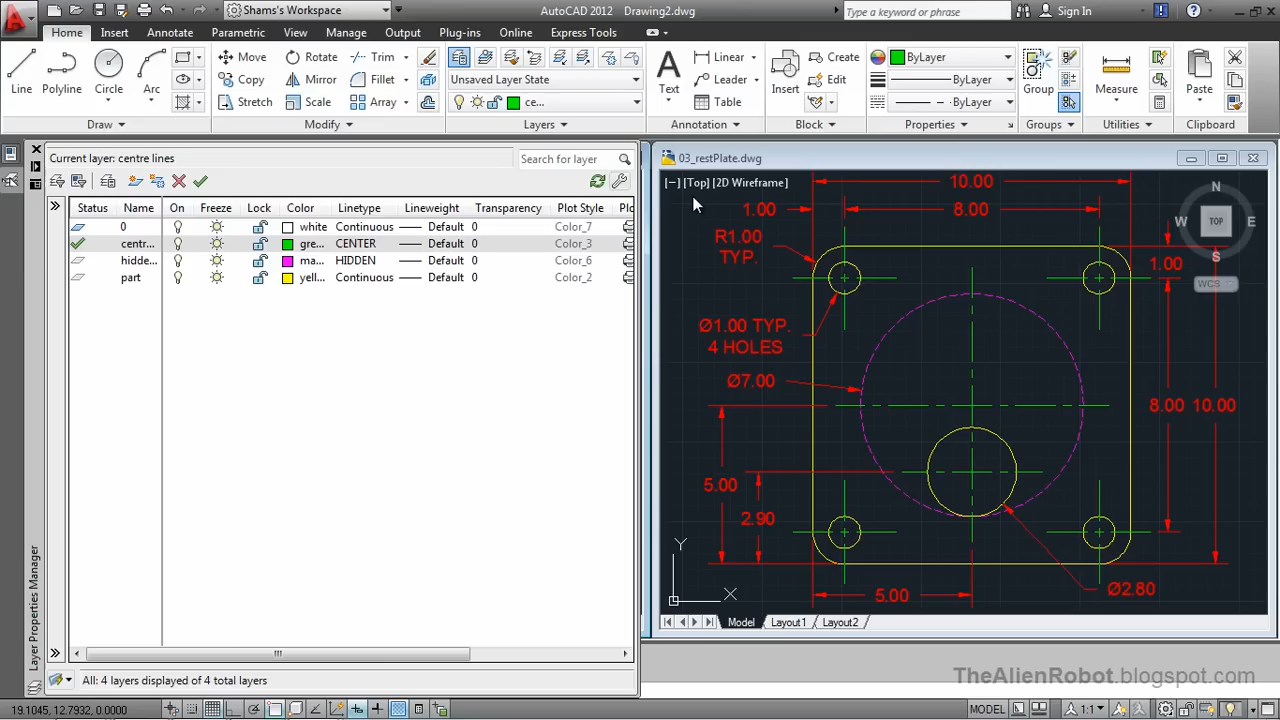 Shams's Workspace
AutoCAD 2012 Drawing2.dwg
Type a keyword or phrase
Sign In
Home Insert Annotate Parametric View Manage Output Plug-ins Online Express Tools
Line Polyline Circle Arc
Move Rotate Trim
Copy Mirror Fillet
Stretch Scale Array
Unsaved Layer State
ce...
Text
Linear
Leader
Table
Insert
Create
Edit
ByLayer
ByLayer
ByLayer
Group
Measure
Paste
Draw Modify Layers Annotation Block Properties Groups Utilities Clipboard
Current layer: centre lines
Search for layer
Status Name On Freeze Lock Color Linetype Lineweight Transparency Plot Style Plo
0 white Continuous Default 0 Color_7
centr... gre... CENTER Default 0 Color_3
hidde... ma... HIDDEN Default 0 Color_6
part yell... Continuous Default 0 Color_2
Layer Properties Manager
All: 4 layers displayed of 4 total layers
03_restPlate.dwg
[−] [Top] [2D Wireframe]
10.00
1.00
8.00
R1.00
TYP.
1.00
Ø1.00 TYP.
4 HOLES
Ø7.00
8.00 10.00
5.00
2.90
5.00
Ø2.80
N
W TOP E
S
WCS
Y
X
Model Layout1 Layout2
TheAlienRobot.blogspot.com
19.1045, 12.7932, 0.0000
MODEL
1:1